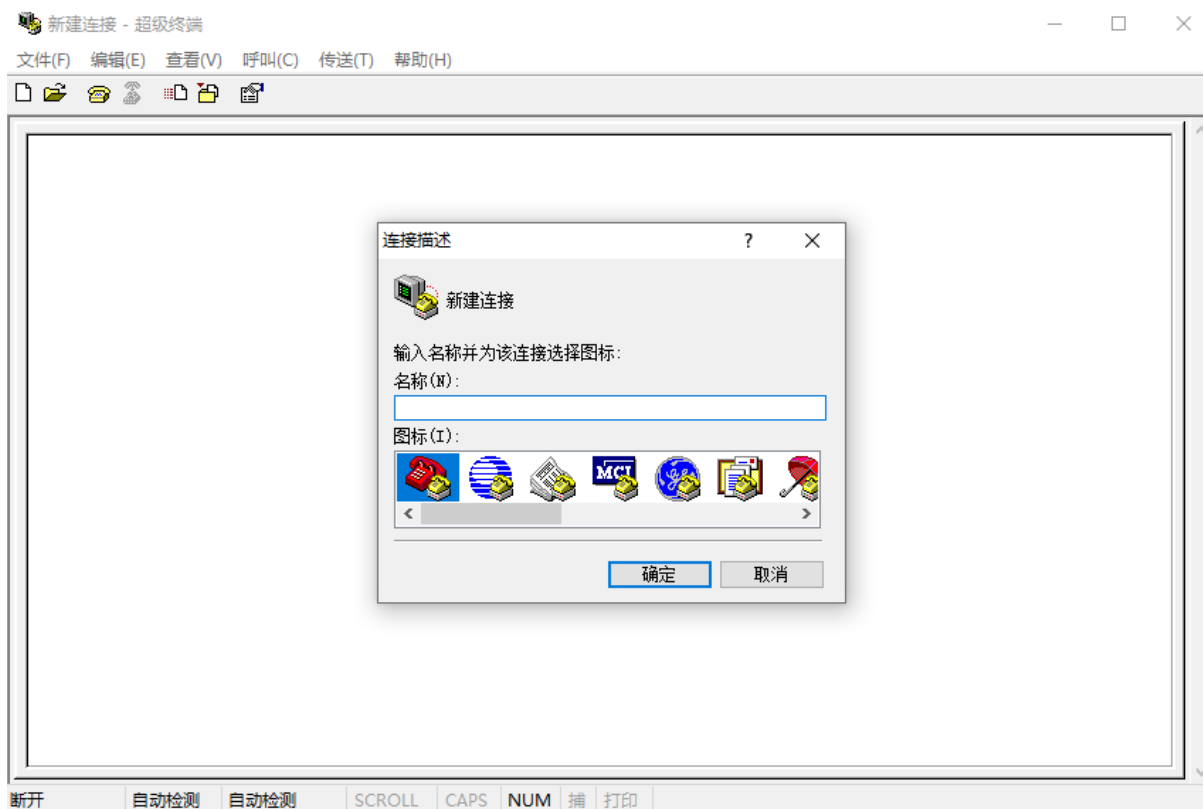 新建连接 - 超级终端
文件(F) 编辑(E) 查看(V) 呼叫(C) 传送(T) 帮助(H)
连接描述
新建连接
输入名称并为该连接选择图标:
名称(N):
图标(I):
MCI
确定 取消
断开 自动检测 自动检测 SCROLL CAPS NUM 捕 打印